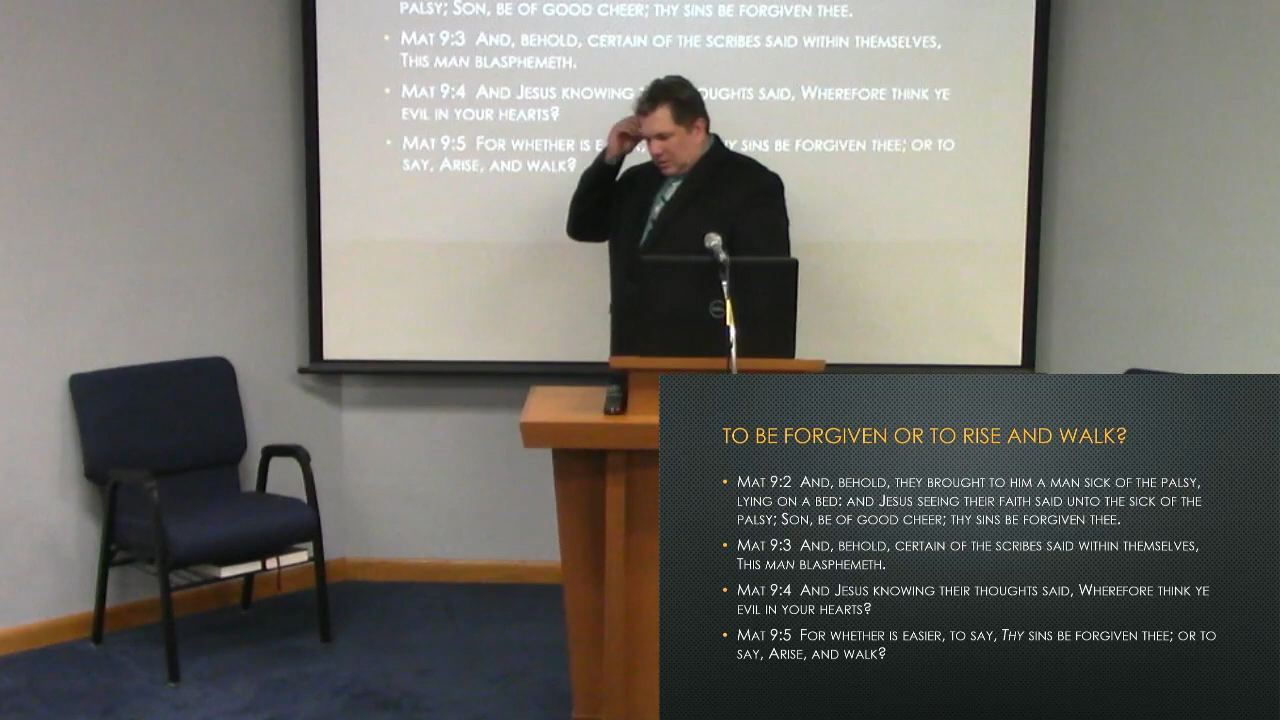 PALSY; SON, BE OF GOOD CHEER; THY SINS BE FORGIVEN THEE.
• MAT 9:3 AND, BEHOLD, CERTAIN OF THE SCRIBES SAID WITHIN THEMSELVES,
THIS MAN BLASPHEMETH.
• MAT 9:4 AND JESUS KNOWING THOUGHTS SAID, WHEREFORE THINK YE
EVIL IN YOUR HEARTS?
• MAT 9:5 FOR WHETHER IS SINS BE FORGIVEN THEE; OR TO
SAY, ARISE, AND WALK?
TO BE FORGIVEN OR TO RISE AND WALK?
• MAT 9:2 AND, BEHOLD, THEY BROUGHT TO HIM A MAN SICK OF THE PALSY,
LYING ON A BED: AND JESUS SEEING THEIR FAITH SAID UNTO THE SICK OF THE
PALSY; SON, BE OF GOOD CHEER; THY SINS BE FORGIVEN THEE.
• MAT 9:3 AND, BEHOLD, CERTAIN OF THE SCRIBES SAID WITHIN THEMSELVES,
THIS MAN BLASPHEMETH.
• MAT 9:4 AND JESUS KNOWING THEIR THOUGHTS SAID, WHEREFORE THINK YE
EVIL IN YOUR HEARTS?
• MAT 9:5 FOR WHETHER IS EASIER, TO SAY, THY SINS BE FORGIVEN THEE; OR TO
SAY, ARISE, AND WALK?